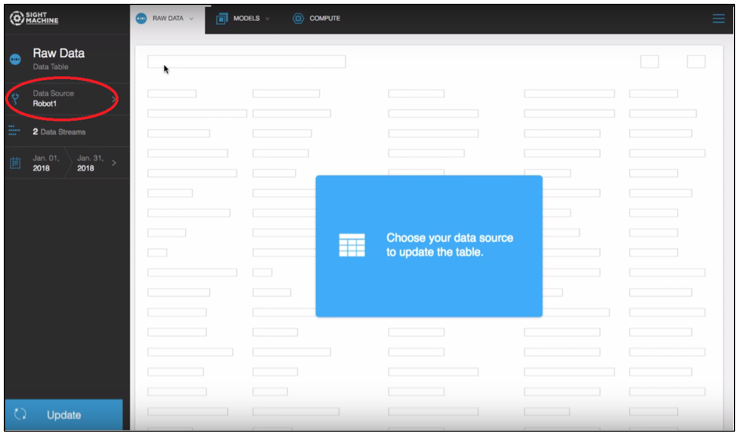 SIGHT
MACHINE
RAW DATA
MODELS
COMPUTE
Raw Data
Data Table
Data Source
Robot1
2 Data Streams
Jan. 01,
2018
Jan. 31,
2018
Choose your data source
to update the table.
Update